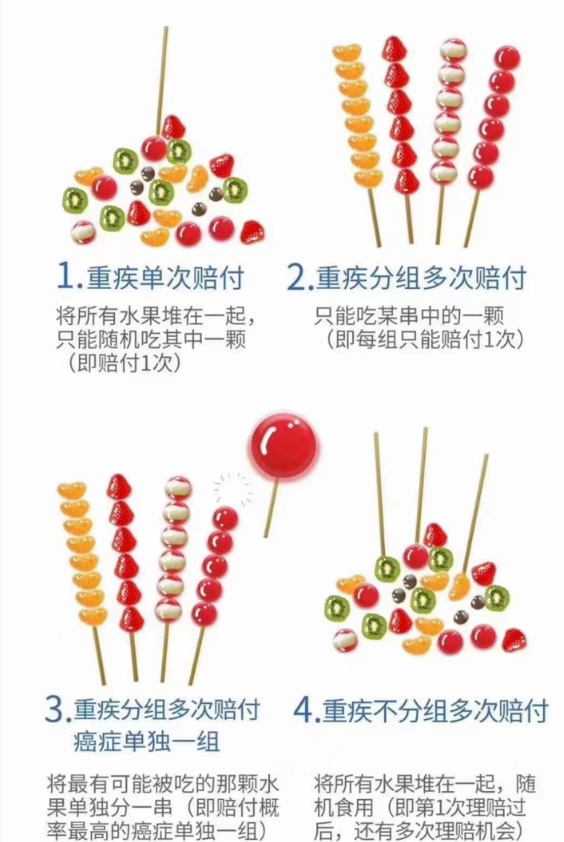 1.重疾单次赔付
将所有水果堆在一起，
只能随机吃其中一颗
（即赔付1次）
2.重疾分组多次赔付
只能吃某串中的一颗
（即每组只能赔付1次）
3.重疾分组多次赔付
癌症单独一组
将最有可能被吃的那颗水
果单独分一串（即赔付概
率最高的癌症单独一组）
4.重疾不分组多次赔付
将所有水果堆在一起，随
机食用（即第1次理赔过
后，还有多次理赔机会）